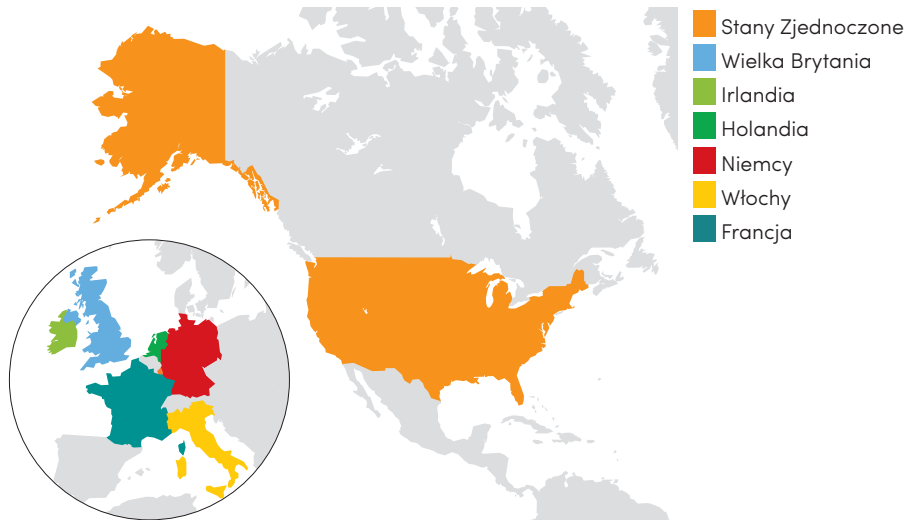 Stany Zjednoczone
Wielka Brytania
Irlandia
Holandia
Niemcy
Włochy
Francja